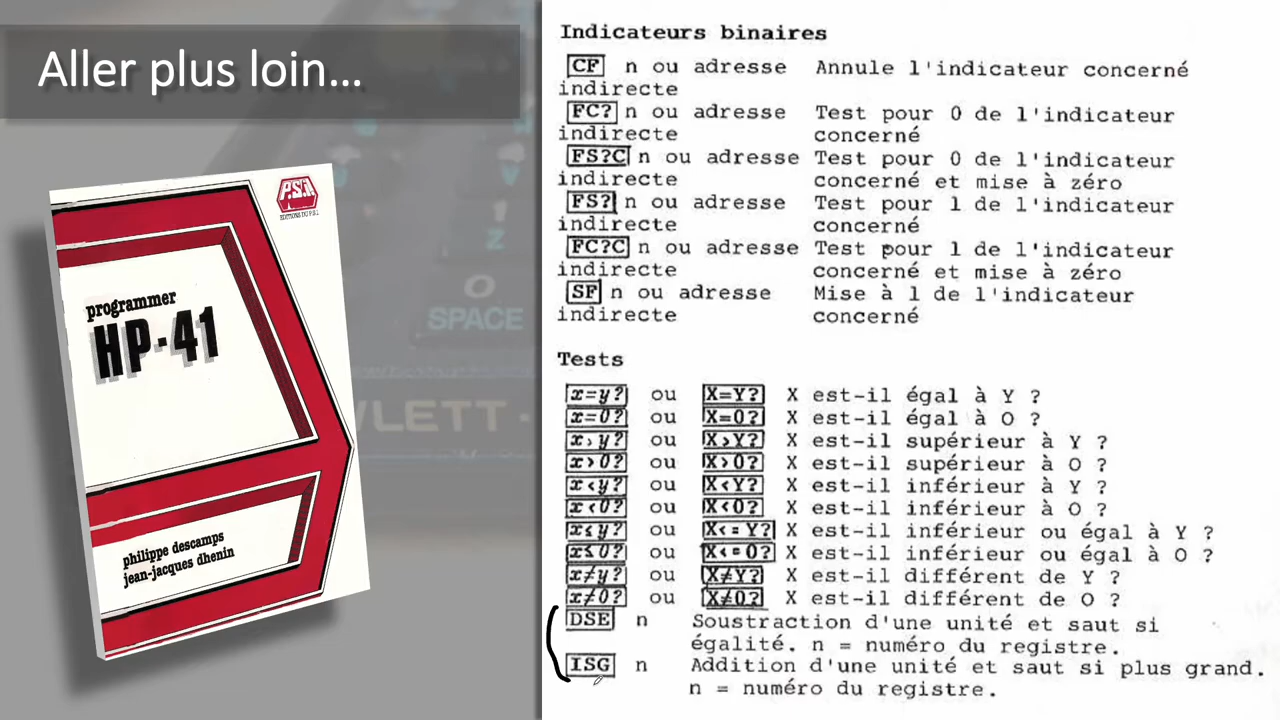 Aller plus loin...
P.S.I.
EDITIONS DU P.S.I.
programmer
HP-41
philippe descamps
jean-jacques dhenin
1
Z
O
SPACE
WLETT-
Indicateurs binaires
CF n ou adresse Annule l'indicateur concerné
indirecte
FC? n ou adresse Test pour 0 de l'indicateur
indirecte concerné
FS?C n ou adresse Test pour 0 de l'indicateur
indirecte concerné et mise à zéro
FS? n ou adresse Test pour 1 de l'indicateur
indirecte concerné
FC?C n ou adresse Test pour 1 de l'indicateur
indirecte concerné et mise à zéro
SF n ou adresse Mise à 1 de l'indicateur
indirecte concerné
Tests
x=y? ou X=Y? X est-il égal à Y ?
x=0? ou X=0? X est-il égal à O ?
x>y? ou X>Y? X est-il supérieur à Y ?
x>0? ou X>0? X est-il supérieur à O ?
x<y? ou X<Y? X est-il inférieur à Y ?
x<0? ou X<0? X est-il inférieur à O ?
x≤y? ou X<=Y? X est-il inférieur ou égal à Y ?
x≤0? ou X<=0? X est-il inférieur ou égal à O ?
x≠y? ou X≠Y? X est-il différent de Y ?
x≠0? ou X≠0? X est-il différent de O ?
DSE n Soustraction d'une unité et saut si
égalité. n = numéro du registre.
ISG n Addition d'une unité et saut si plus grand.
n = numéro du registre.